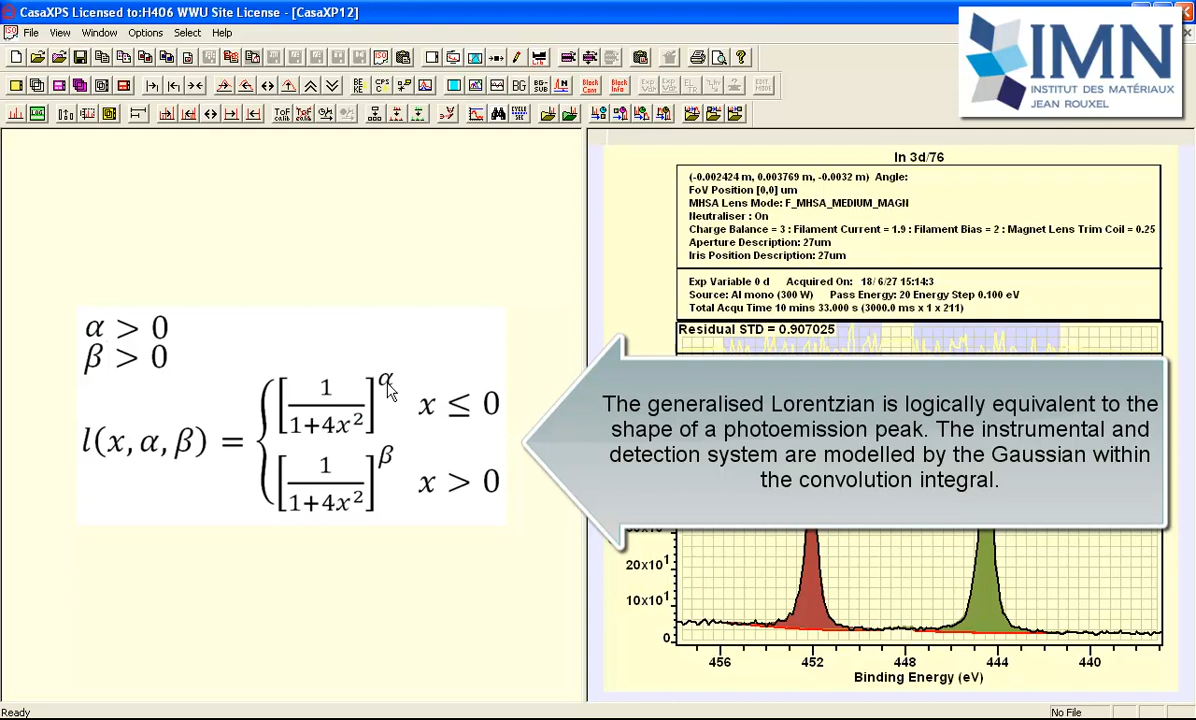 CasaXPS Licensed to:H406 WWU Site License - [CasaXP12]
File View Window Options Select Help
IMN
INSTITUT DES MATÉRIAUX
JEAN ROUXEL
α > 0
β > 0
l(x, α, β) = { [1/(1+4x²)]^α x ≤ 0
[1/(1+4x²)]^β x > 0
In 3d/76
(-0.002424 m, 0.003769 m, -0.0032 m) Angle:
FoV Position [0,0] um
MHSA Lens Mode: F_MHSA_MEDIUM_MAGN
Neutraliser : On
Charge Balance = 3 : Filament Current = 1.9 : Filament Bias = 2 : Magnet Lens Trim Coil = 0.25
Aperture Description: 27um
Iris Position Description: 27um
Exp Variable 0 d Acquired On: 18/ 6/27 15:14:3
Source: Al mono (300 W) Pass Energy: 20 Energy Step 0.100 eV
Total Acqu Time 10 mins 33.000 s (3000.0 ms x 1 x 211)
Residual STD = 0.907025
The generalised Lorentzian is logically equivalent to the
shape of a photoemission peak. The instrumental and
detection system are modelled by the Gaussian within
the convolution integral.
20x10¹
10x10¹
0
456 452 448 444 440
Binding Energy (eV)
Ready
No File